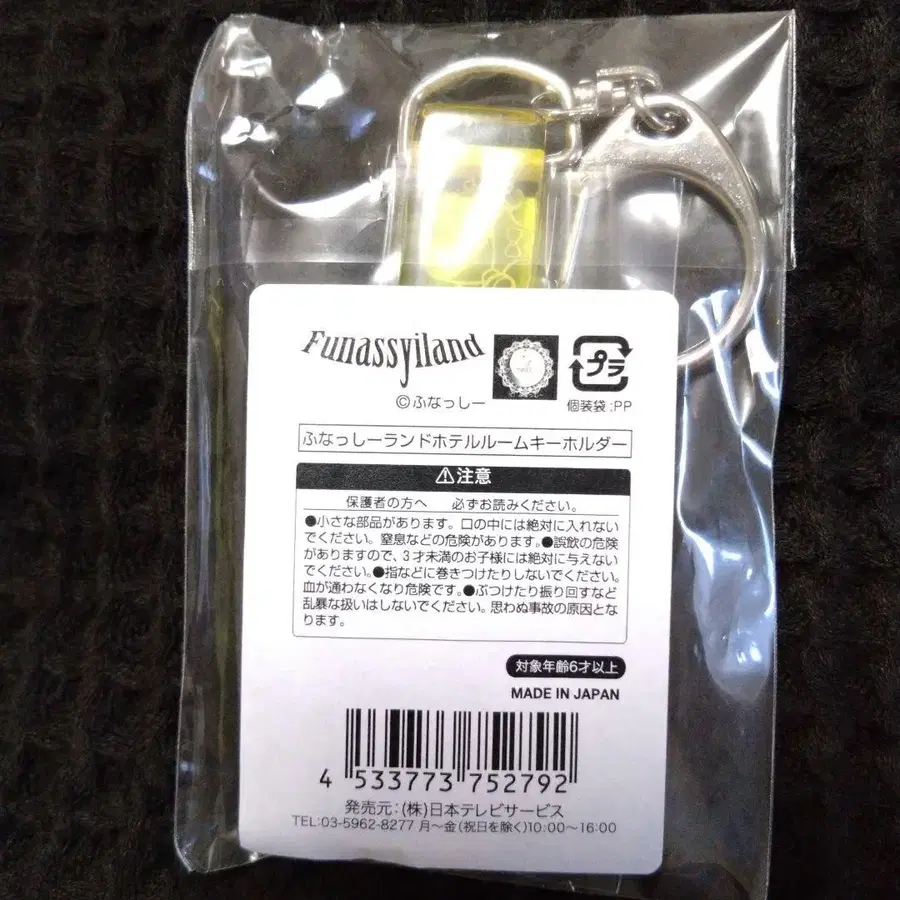 Funassyiland
©ふなっしー
プラ
個装袋:PP
ふなっしーランドホテルルームキーホルダー
⚠注意
保護者の方へ 必ずお読みください。
●小さな部品があります。口の中には絶対に入れない
でください。窒息などの危険があります。●誤飲の危険
がありますので、3才未満のお子様には絶対に与えない
でください。●指などに巻きつけたりしないでください。
血が通わなくなり危険です。●ぶつけたり振り回すなど
乱暴な扱いはしないでください。思わぬ事故の原因とな
ります。
対象年齢6才以上
MADE IN JAPAN
4 533773 752792
発売元:(株)日本テレビサービス
TEL:03-5962-8277 月〜金(祝日を除く)10:00〜16:00